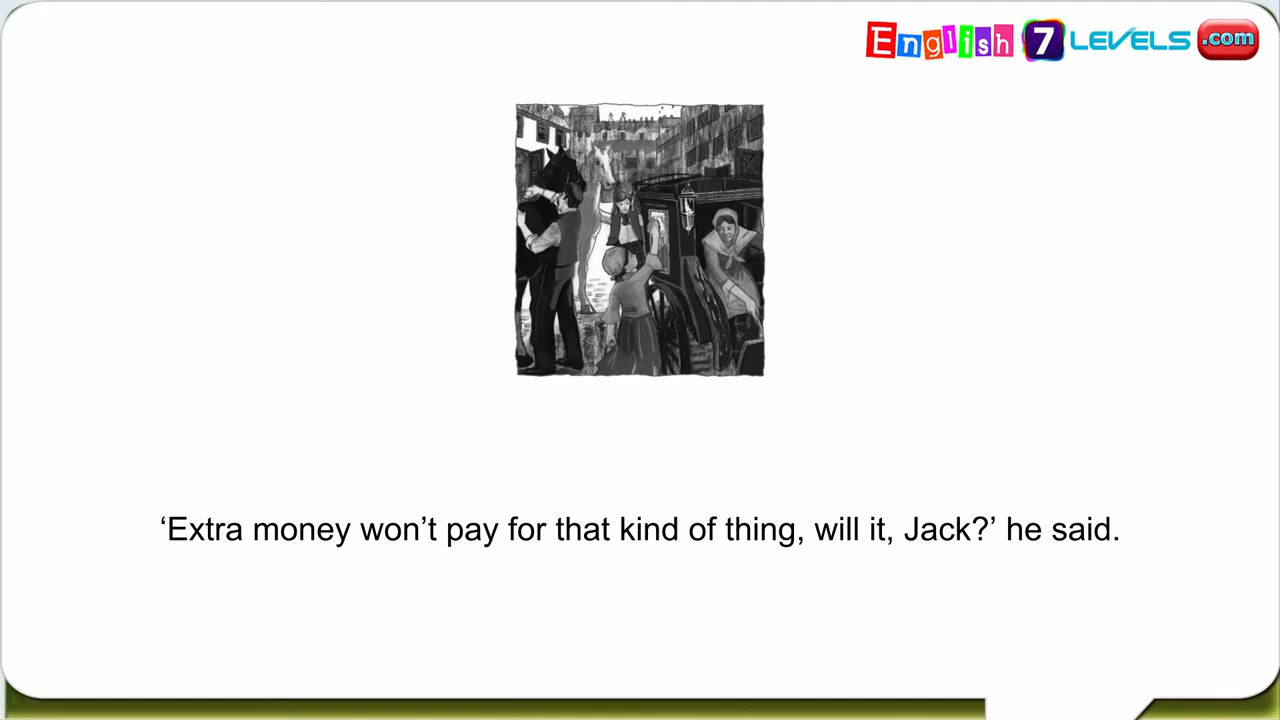 English 7 LEVELS .com
‘Extra money won’t pay for that kind of thing, will it, Jack?’ he said.